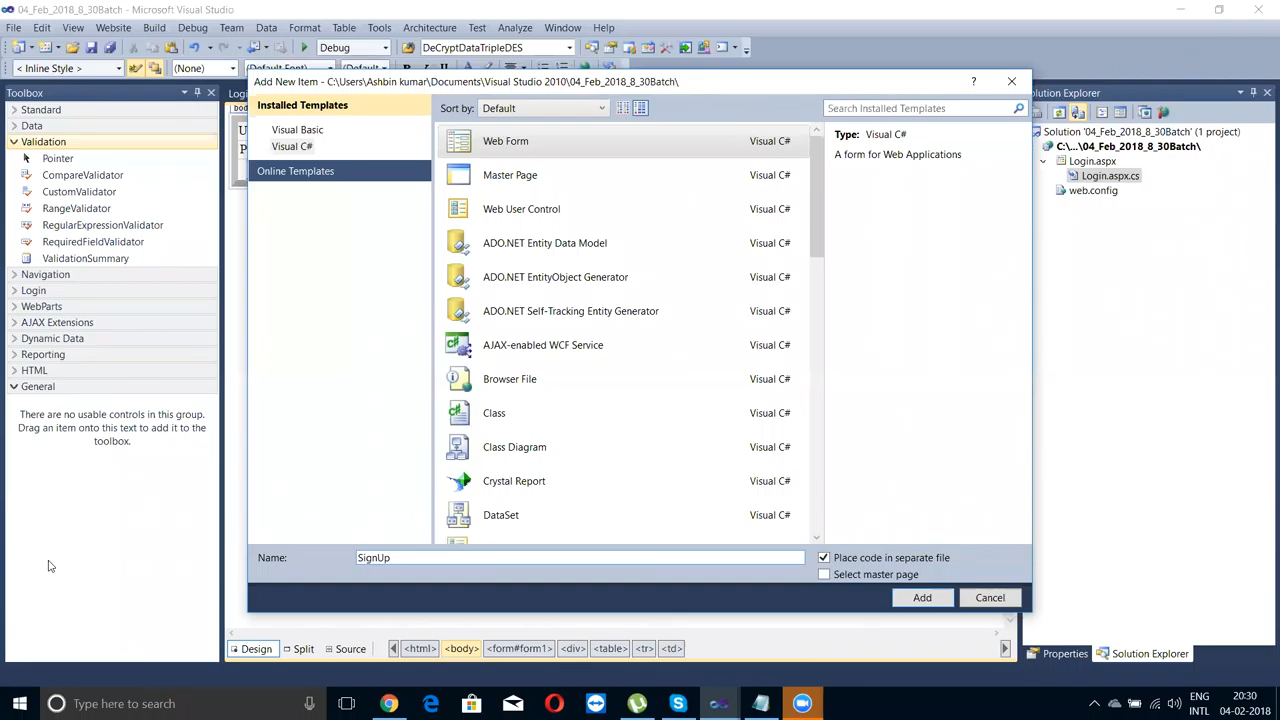 04_Feb_2018_8_30Batch - Microsoft Visual Studio
File Edit View Website Build Debug Team Data Format Table Tools Architecture Test Analyze Window Help
Debug DeCryptDataTripleDES
< Inline Style > (None) (Default Font) (Default
Toolbox
Standard
Data
Validation
Pointer
CompareValidator
CustomValidator
RangeValidator
RegularExpressionValidator
RequiredFieldValidator
ValidationSummary
Navigation
Login
WebParts
AJAX Extensions
Dynamic Data
Reporting
HTML
General
There are no usable controls in this group.
Drag an item onto this text to add it to the
toolbox.
Add New Item - C:\Users\Ashbin kumar\Documents\Visual Studio 2010\04_Feb_2018_8_30Batch\
Installed Templates
Visual Basic
Visual C#
Online Templates
Sort by: Default
Search Installed Templates
Web Form Visual C#
Master Page Visual C#
Web User Control Visual C#
ADO.NET Entity Data Model Visual C#
ADO.NET EntityObject Generator Visual C#
ADO.NET Self-Tracking Entity Generator Visual C#
AJAX-enabled WCF Service Visual C#
Browser File Visual C#
Class Visual C#
Class Diagram Visual C#
Crystal Report Visual C#
DataSet Visual C#
Type: Visual C#
A form for Web Applications
Name: SignUp
Place code in separate file
Select master page
Add Cancel
olution Explorer
Solution '04_Feb_2018_8_30Batch' (1 project)
C:\...\04_Feb_2018_8_30Batch\
Login.aspx
Login.aspx.cs
web.config
Design Split Source <html> <body> <form#form1> <div> <table> <tr> <td>
Properties Solution Explorer
Type here to search
ENG
INTL
20:30
04-02-2018